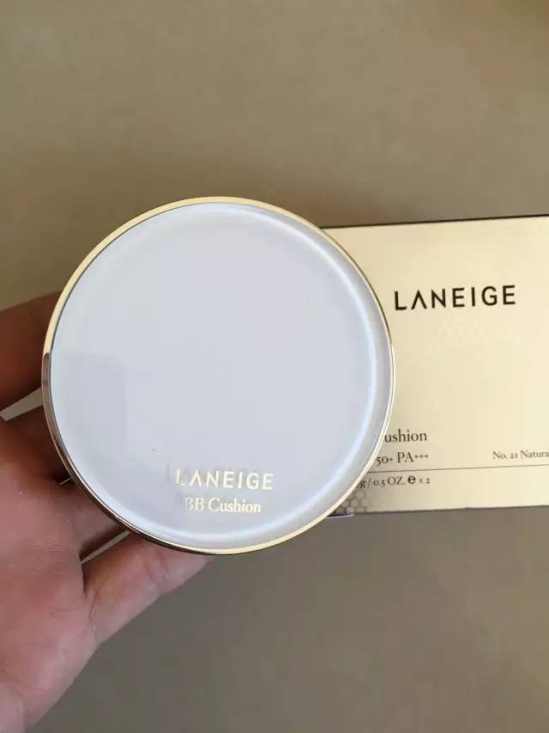 LANEIGE
BB Cushion
LANEIGE
ushion
50+ PA+++
No. 21 Natura
g / 0.5 OZ. e x 2